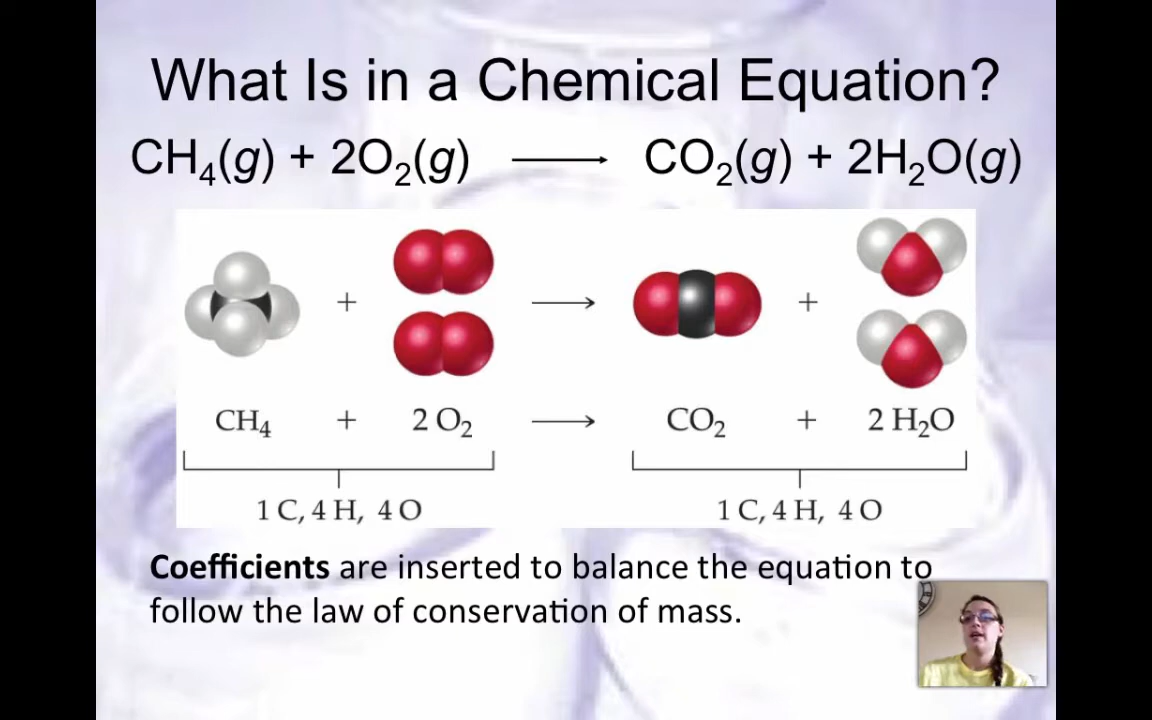 What Is in a Chemical Equation?
CH₄(g) + 2O₂(g) ⟶ CO₂(g) + 2H₂O(g)
+ ⟶ +
CH₄ + 2 O₂ ⟶ CO₂ + 2 H₂O
1 C, 4 H, 4 O 1 C, 4 H, 4 O
Coefficients are inserted to balance the equation to
follow the law of conservation of mass.